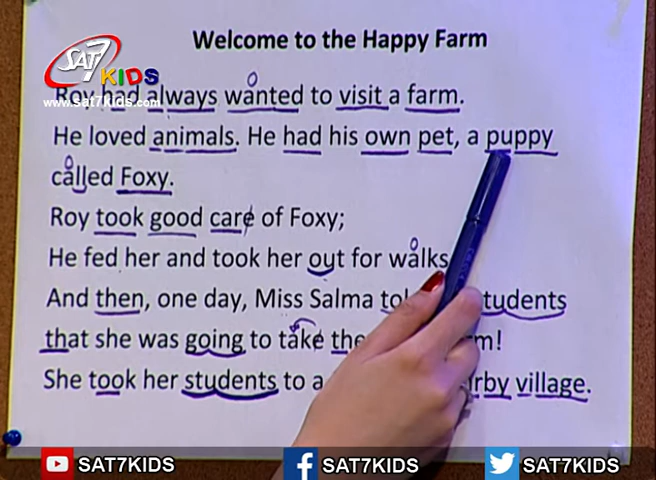 Welcome to the Happy Farm
SAT7
KIDS
www.sat7kids.com
Roy had always wanted to visit a farm.
He loved animals. He had his own pet, a puppy
called Foxy.
Roy took good care of Foxy;
He fed her and took her out for walks
And then, one day, Miss Salma students
that she was going to take
She took her students to a village.
SAT7KIDS SAT7KIDS SAT7KIDS